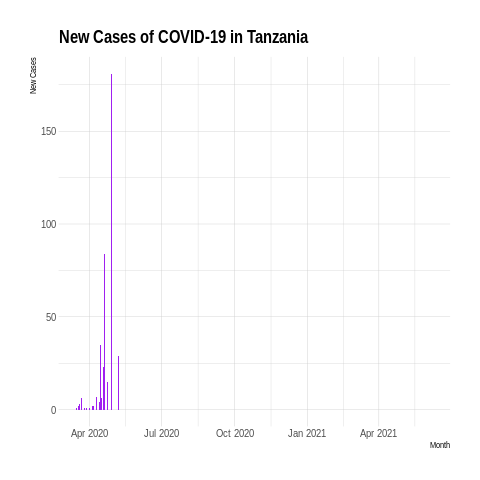 New Cases of COVID-19 in Tanzania
New Cases
150
100
50
0
Apr 2020 Jul 2020 Oct 2020 Jan 2021 Apr 2021
Month